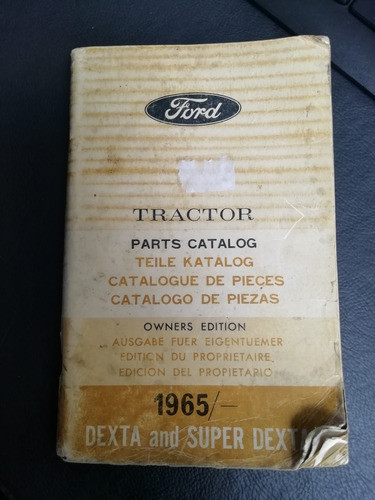 Ford
TRACTOR
PARTS CATALOG
TEILE KATALOG
CATALOGUE DE PIECES
CATALOGO DE PIEZAS
OWNERS EDITION
AUSGABE FUER EIGENTUEMER
EDITION DU PROPRIETAIRE
EDICION DEL PROPIETARIO
1965/-
DEXTA and SUPER DEXTA